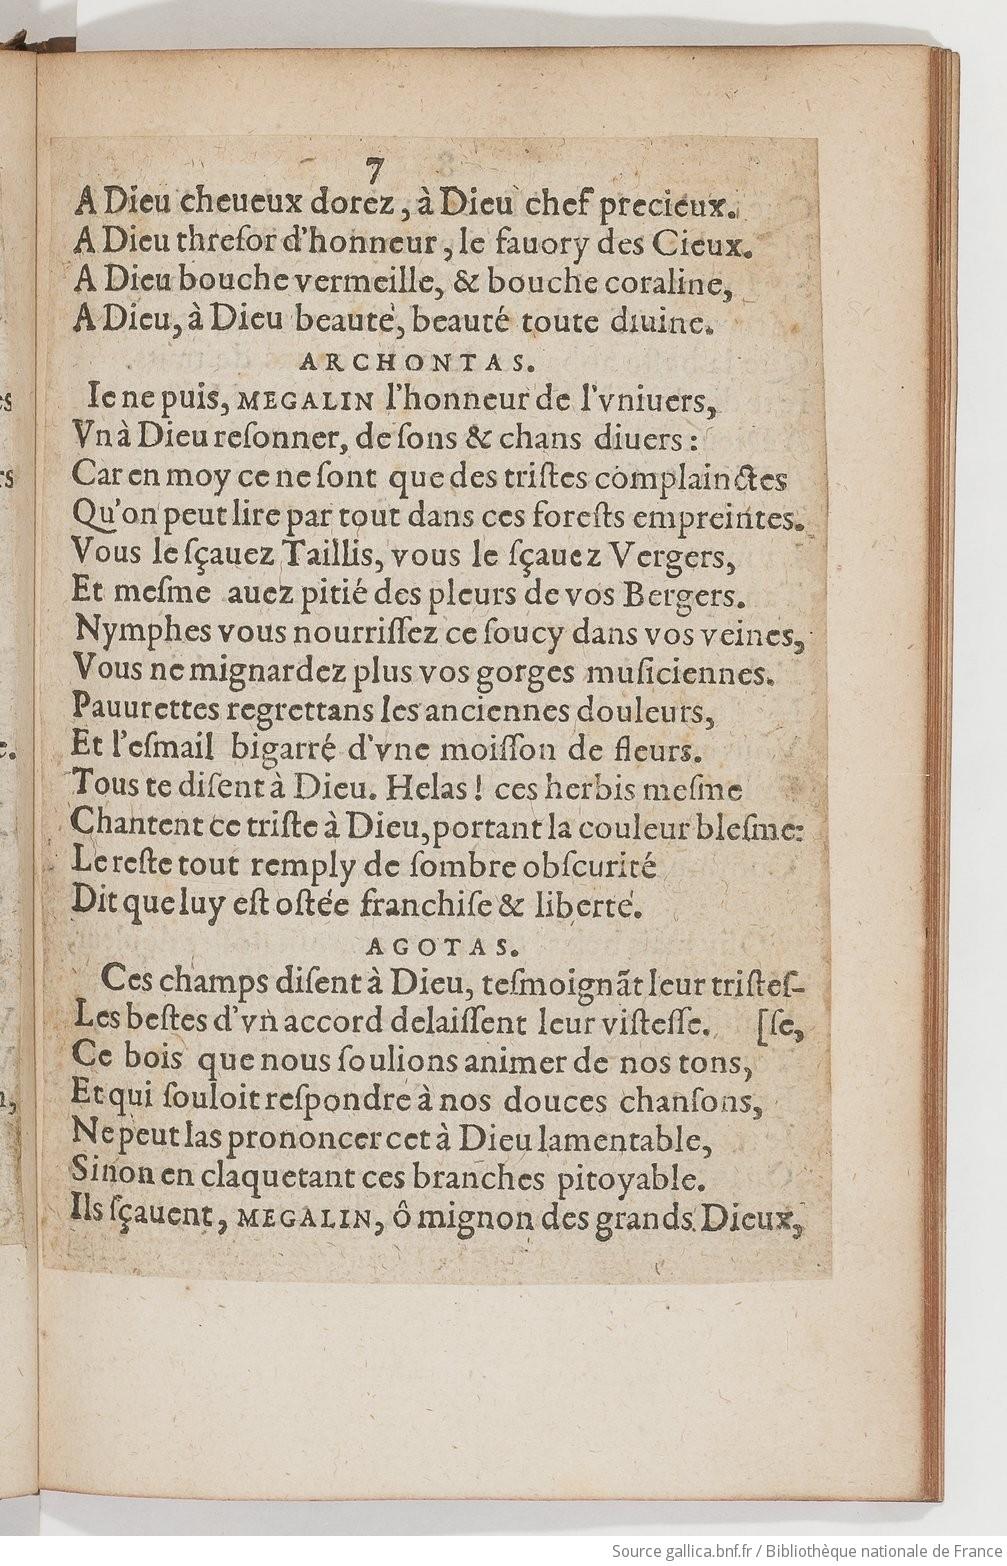 7
A Dieu cheueux dorez, à Dieu chef precieux.
A Dieu threſor d'honneur, le fauory des Cieux.
A Dieu bouche vermeille, & bouche coraline,
A Dieu, à Dieu beauté, beauté toute diuine.
ARCHONTAS.
Ie ne puis, MEGALIN l'honneur de l'vniuers,
Vn à Dieu reſonner, de ſons & chans diuers :
Car en moy ce ne ſont que des triſtes complainctes
Qu'on peut lire par tout dans ces foreſts empreintes.
Vous le ſçauez Taillis, vous le ſçauez Vergers,
Et meſme auez pitié des pleurs de vos Bergers.
Nymphes vous nourriſſez ce ſoucy dans vos veines,
Vous ne mignardez plus vos gorges muſiciennes.
Pauurettes regrettans les anciennes douleurs,
Et l'eſmail bigarré d'vne moiſſon de fleurs.
Tous te diſent à Dieu. Helas ! ces herbis meſme
Chantent ce triſte à Dieu, portant la couleur bleſme:
Le reſte tout remply de ſombre obſcurité
Dit que luy eſt oſtée franchiſe & liberté.
AGOTAS.
Ces champs diſent à Dieu, teſmoignãt leur triſteſ-
Les beſtes d'vn accord delaiſſent leur viſteſſe. [ſe,
Ce bois que nous ſoulions animer de nos tons,
Et qui ſouloit reſpondre à nos douces chanſons,
Ne peut las prononcer cet à Dieu lamentable,
Sinon en claquetant ces branches pitoyable.
Ils ſçauent, MEGALIN, ô mignon des grands Dieux,
Source gallica.bnf.fr / Bibliothèque nationale de France